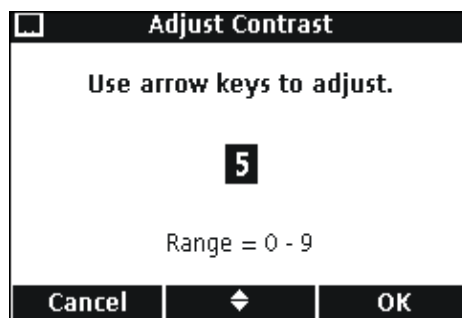 Adjust Contrast
Use arrow keys to adjust.
5
Range = 0 - 9
Cancel OK